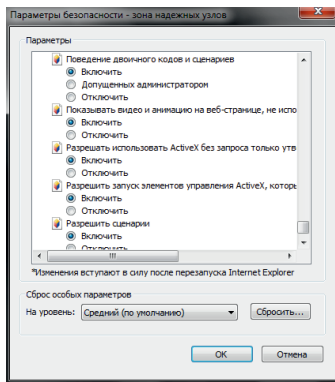 Параметры безопасности - зона надежных узлов
Параметры
Поведение двоичного кодов и сценариев
Включить
Допущенных администратором
Отключить
Показывать видео и анимацию на веб-странице, не испо
Включить
Отключить
Разрешать использовать ActiveX без запроса только утв
Включить
Отключить
Разрешить запуск элементов управления ActiveX, которы
Включить
Отключить
Разрешить сценарии
Включить
Отключить
*Изменения вступают в силу после перезапуска Internet Explorer
Сброс особых параметров
На уровень: Средний (по умолчанию) Сбросить...
OK Отмена